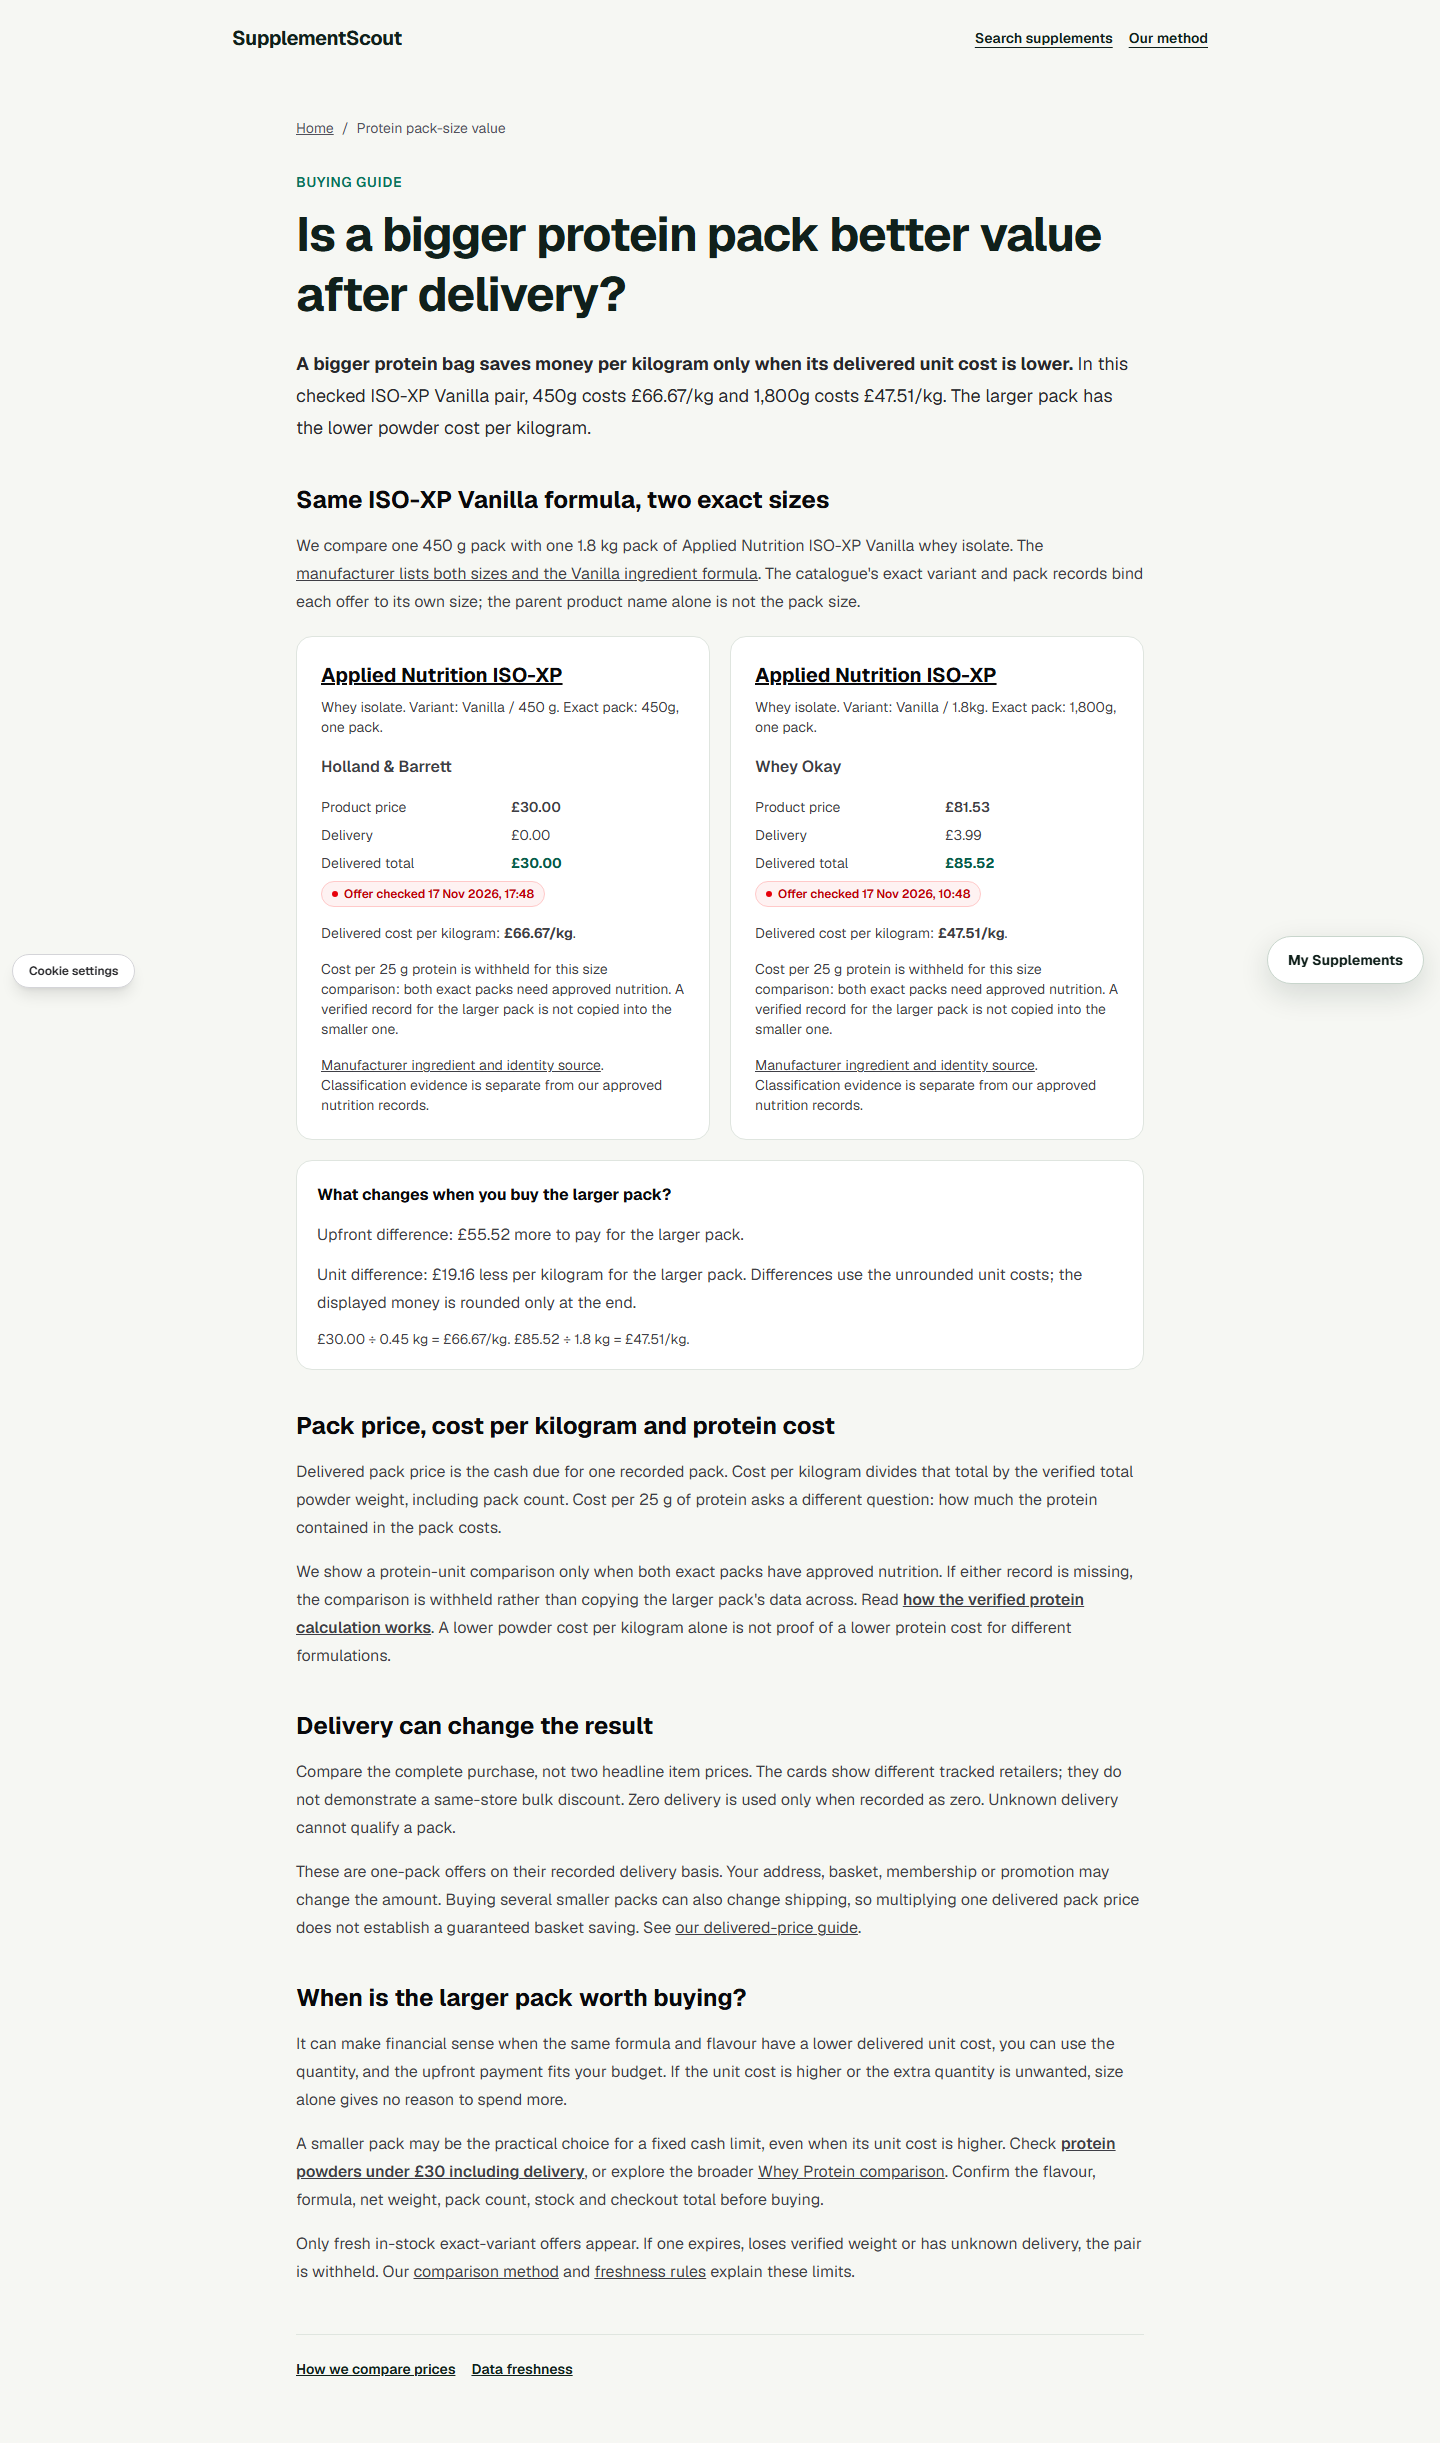 SupplementScout
Search supplements Our method
Home / Protein pack-size value
BUYING GUIDE
Is a bigger protein pack better value
after delivery?
A bigger protein bag saves money per kilogram only when its delivered unit cost is lower. In this
checked ISO-XP Vanilla pair, 450g costs £66.67/kg and 1,800g costs £47.51/kg. The larger pack has
the lower powder cost per kilogram.
Same ISO-XP Vanilla formula, two exact sizes
We compare one 450 g pack with one 1.8 kg pack of Applied Nutrition ISO-XP Vanilla whey isolate. The
manufacturer lists both sizes and the Vanilla ingredient formula. The catalogue's exact variant and pack records bind
each offer to its own size; the parent product name alone is not the pack size.
Applied Nutrition ISO-XP
Whey isolate. Variant: Vanilla / 450 g. Exact pack: 450g,
one pack.
Holland & Barrett
Product price £30.00
Delivery £0.00
Delivered total £30.00
Offer checked 17 Nov 2026, 17:48
Delivered cost per kilogram: £66.67/kg.
Cost per 25 g protein is withheld for this size
comparison: both exact packs need approved nutrition. A
verified record for the larger pack is not copied into the
smaller one.
Manufacturer ingredient and identity source.
Classification evidence is separate from our approved
nutrition records.
Applied Nutrition ISO-XP
Whey isolate. Variant: Vanilla / 1.8kg. Exact pack: 1,800g,
one pack.
Whey Okay
Product price £81.53
Delivery £3.99
Delivered total £85.52
Offer checked 17 Nov 2026, 10:48
Delivered cost per kilogram: £47.51/kg.
Cost per 25 g protein is withheld for this size
comparison: both exact packs need approved nutrition. A
verified record for the larger pack is not copied into the
smaller one.
Manufacturer ingredient and identity source.
Classification evidence is separate from our approved
nutrition records.
Cookie settings
My Supplements
What changes when you buy the larger pack?
Upfront difference: £55.52 more to pay for the larger pack.
Unit difference: £19.16 less per kilogram for the larger pack. Differences use the unrounded unit costs; the
displayed money is rounded only at the end.
£30.00 ÷ 0.45 kg = £66.67/kg. £85.52 ÷ 1.8 kg = £47.51/kg.
Pack price, cost per kilogram and protein cost
Delivered pack price is the cash due for one recorded pack. Cost per kilogram divides that total by the verified total
powder weight, including pack count. Cost per 25 g of protein asks a different question: how much the protein
contained in the pack costs.
We show a protein-unit comparison only when both exact packs have approved nutrition. If either record is missing,
the comparison is withheld rather than copying the larger pack's data across. Read how the verified protein
calculation works. A lower powder cost per kilogram alone is not proof of a lower protein cost for different
formulations.
Delivery can change the result
Compare the complete purchase, not two headline item prices. The cards show different tracked retailers; they do
not demonstrate a same-store bulk discount. Zero delivery is used only when recorded as zero. Unknown delivery
cannot qualify a pack.
These are one-pack offers on their recorded delivery basis. Your address, basket, membership or promotion may
change the amount. Buying several smaller packs can also change shipping, so multiplying one delivered pack price
does not establish a guaranteed basket saving. See our delivered-price guide.
When is the larger pack worth buying?
It can make financial sense when the same formula and flavour have a lower delivered unit cost, you can use the
quantity, and the upfront payment fits your budget. If the unit cost is higher or the extra quantity is unwanted, size
alone gives no reason to spend more.
A smaller pack may be the practical choice for a fixed cash limit, even when its unit cost is higher. Check protein
powders under £30 including delivery, or explore the broader Whey Protein comparison. Confirm the flavour,
formula, net weight, pack count, stock and checkout total before buying.
Only fresh in-stock exact-variant offers appear. If one expires, loses verified weight or has unknown delivery, the pair
is withheld. Our comparison method and freshness rules explain these limits.
How we compare prices Data freshness